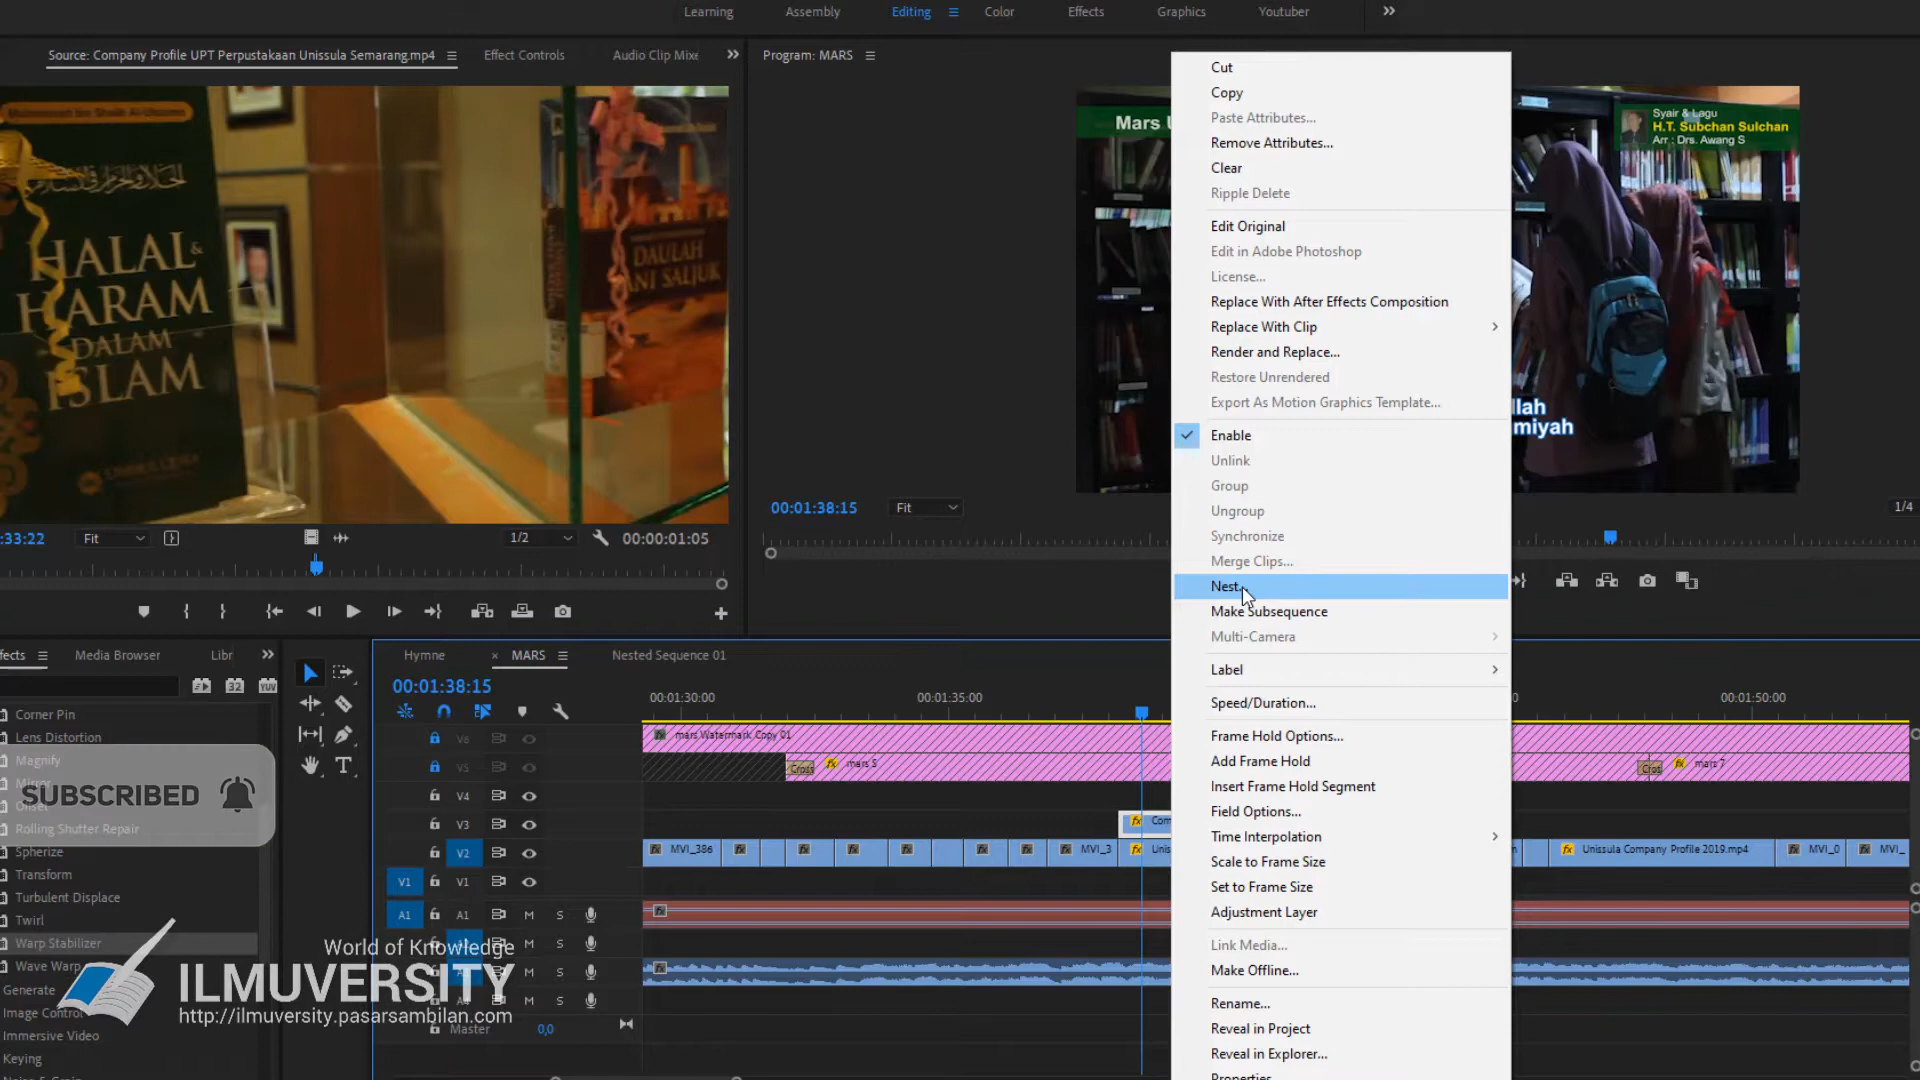 Learning
Assembly
Editing
Color
Effects
Graphics
Youtuber
Source: Company Profile UPT Perpustakaan Unissula Semarang.mp4
Effect Controls
Audio Clip Mixe
Program: MARS
HALAL &
HARAM
DALAM
ISLAM
DAULAH
ANI SALJUK
Mars U
Syair & Lagu
H.T. Subchan Sulchan
Arr : Drs. Awang S
llah
miyah
:33:22
Fit
1/2
00:00:01:05
00:01:38:15
Fit
1/4
Cut
Copy
Paste Attributes...
Remove Attributes...
Clear
Ripple Delete
Edit Original
Edit in Adobe Photoshop
License...
Replace With After Effects Composition
Replace With Clip
Render and Replace...
Restore Unrendered
Export As Motion Graphics Template...
Enable
Unlink
Group
Ungroup
Synchronize
Merge Clips...
Nest...
Make Subsequence
Multi-Camera
Label
Speed/Duration...
Frame Hold Options...
Add Frame Hold
Insert Frame Hold Segment
Field Options...
Time Interpolation
Scale to Frame Size
Set to Frame Size
Adjustment Layer
Link Media...
Make Offline...
Rename...
Reveal in Project
Reveal in Explorer...
Properties
fects
Media Browser
Libr
32
YUV
Corner Pin
Lens Distortion
Magnify
Mirror
Offset
Rolling Shutter Repair
Spherize
Transform
Turbulent Displace
Twirl
Warp Stabilizer
Wave Warp
Generate
Image Control
Immersive Video
Keying
SUBSCRIBED
World of Knowledge
ILMUVERSITY
http://ilmuversity.pasarsambilan.com
Hymne
MARS
Nested Sequence 01
00:01:38:15
00:01:30:00
00:01:35:00
0
00:01:50:00
V6
mars Watermark Copy 01
V5
Cross
mars 5
Cros
mars 7
V4
V3
Com
V2
MVI_386
MVI_3
Unis
m
Unissula Company Profile 2019.mp4
MVI_0
MVI_
V1
V1
A1
A1
M
S
M
S
M
S
A4
M
S
Master
0,0